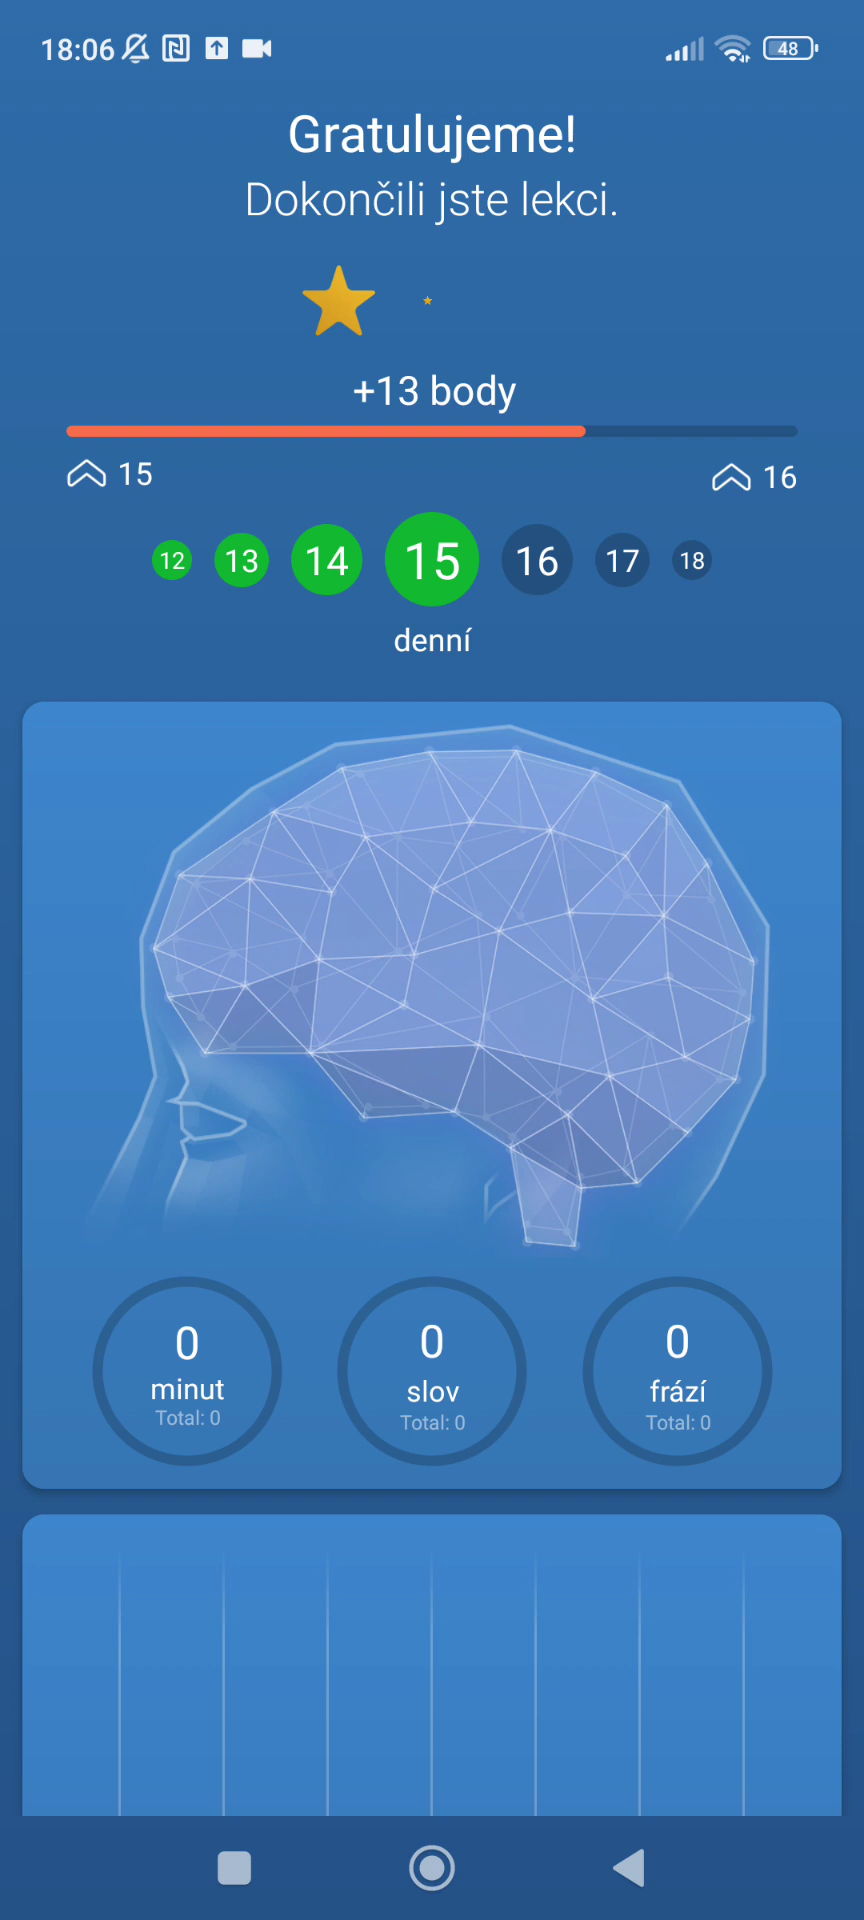 18:06
48
Gratulujeme!
Dokončili jste lekci.
+13 body
15
16
12 13 14 15 16 17 18
denní
0 0 0
minut slov frází
Total: 0 Total: 0 Total: 0